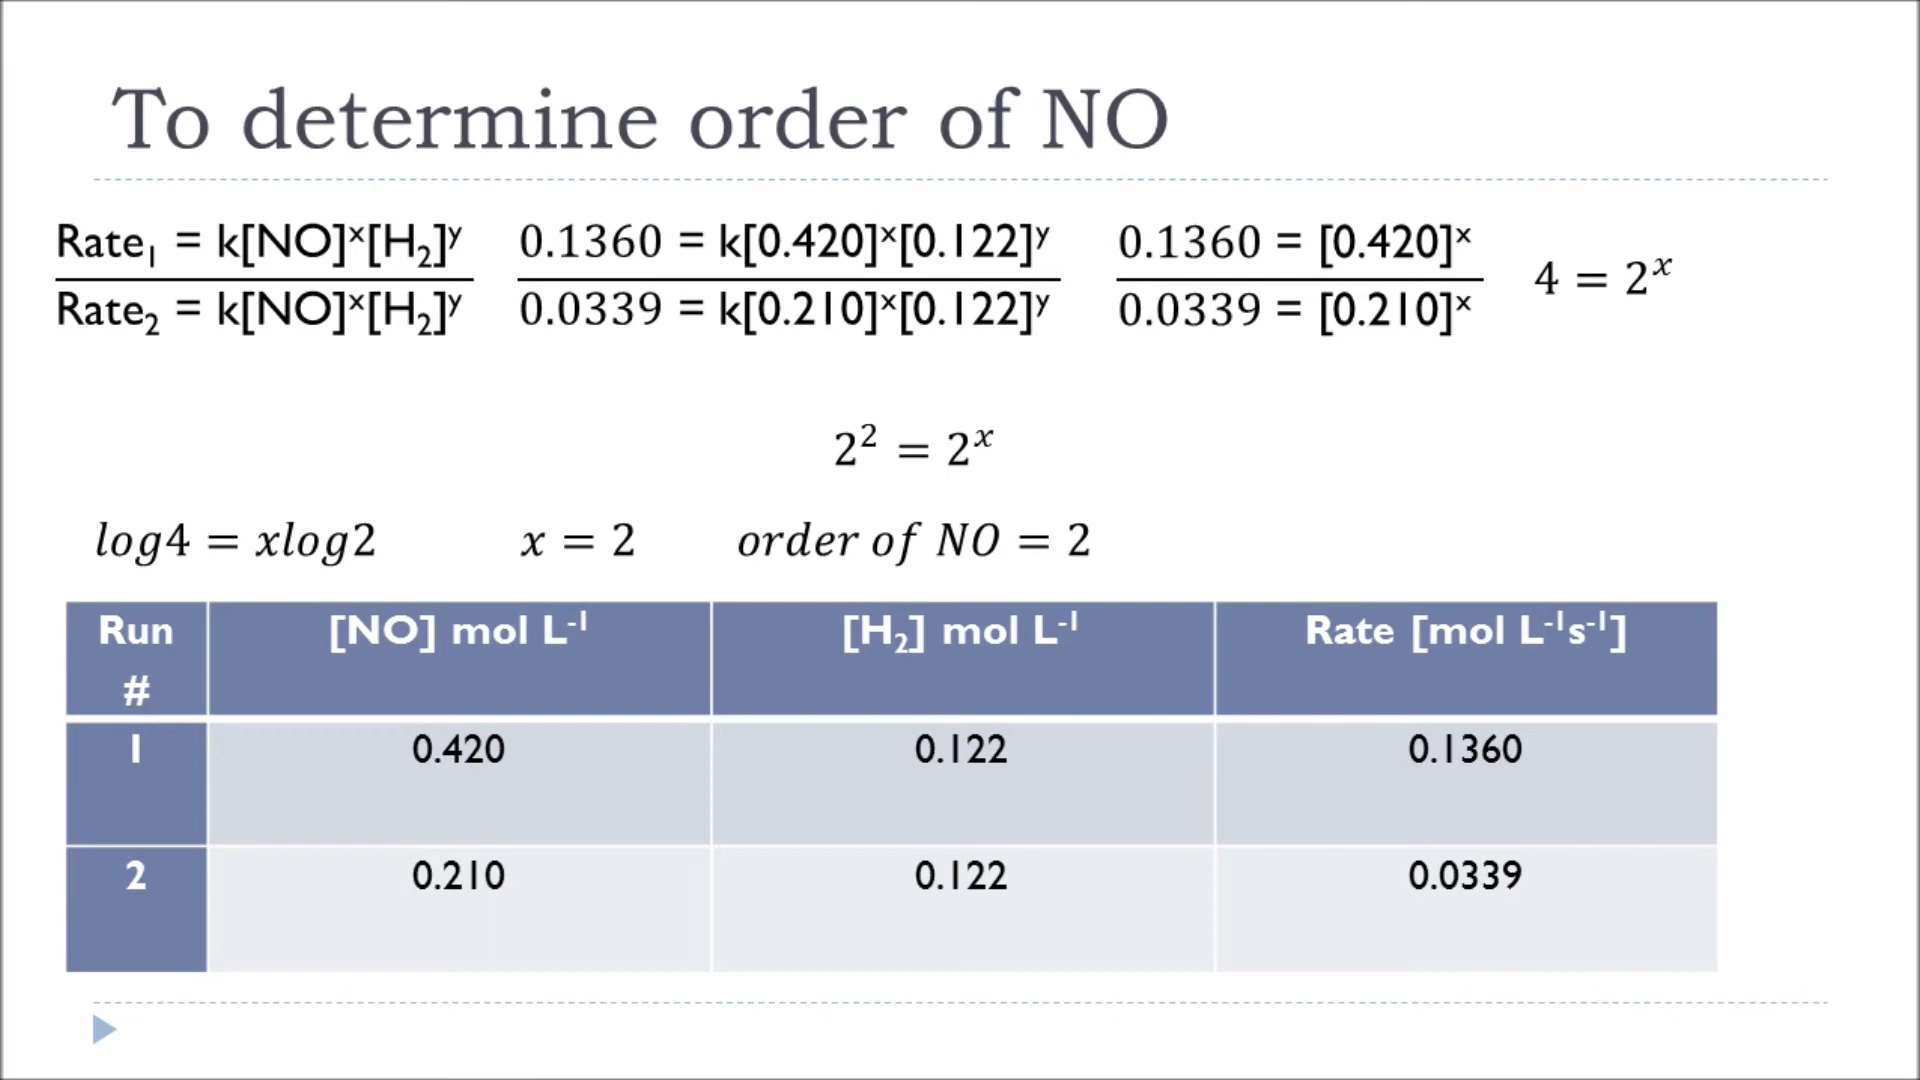 To determine order of NO
Rate₁ = k[NO]ˣ[H₂]ʸ
Rate₂ = k[NO]ˣ[H₂]ʸ
0.1360 = k[0.420]ˣ[0.122]ʸ
0.0339 = k[0.210]ˣ[0.122]ʸ
0.1360 = [0.420]ˣ
0.0339 = [0.210]ˣ
4 = 2ˣ
2² = 2ˣ
log4 = xlog2 x = 2 order of NO = 2
Run # [NO] mol L⁻¹ [H₂] mol L⁻¹ Rate [mol L⁻¹s⁻¹]
1 0.420 0.122 0.1360
2 0.210 0.122 0.0339